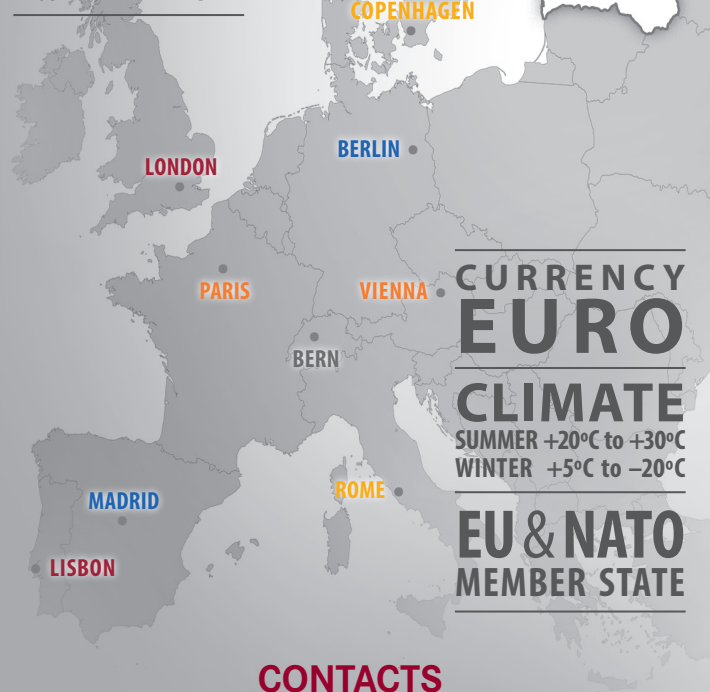 COPENHAGEN
BERLIN
LONDON
PARIS
VIENNA
BERN
CURRENCY
EURO
CLIMATE
SUMMER +20ºC to +30ºC
WINTER +5ºC to –20ºC
ROME
MADRID
EU & NATO
MEMBER STATE
LISBON
CONTACTS